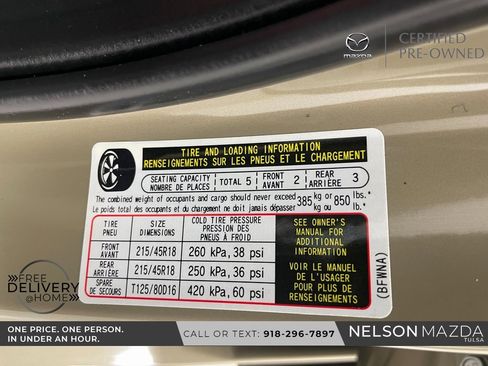 mazda
CERTIFIED
PRE-OWNED
TIRE AND LOADING INFORMATION
RENSEIGNEMENTS SUR LES PNEUS ET LE CHARGEMENT
SEATING CAPACITY
NOMBRE DE PLACES
TOTAL 5
FRONT
AVANT 2
REAR
ARRIÈRE 3
The combined weight of occupants and cargo should never exceed
Le poids total des occupants et du chargement ne doit jamais dépasser
385 kg or kg ou 850 lbs. lb.
TIRE
PNEU
SIZE
DIMENSIONS
COLD TIRE PRESSURE
PRESSION DES
PNEUS À FROID
FRONT
AVANT
215/45R18
260 kPa, 38 psi
REAR
ARRIÈRE
215/45R18
250 kPa, 36 psi
SPARE
DE SECOURS
T125/80D16
420 kPa, 60 psi
SEE OWNER'S
MANUAL FOR
ADDITIONAL
INFORMATION
VOIR LE MANUEL
DE L'USAGER
POUR PLUS DE
RENSEIGNEMENTS
(BFWNA)
FREE
DELIVERY
@HOME
ONE PRICE. ONE PERSON.
IN UNDER AN HOUR.
CALL OR TEXT 918-296-7897
NELSON MAZDA
TULSA